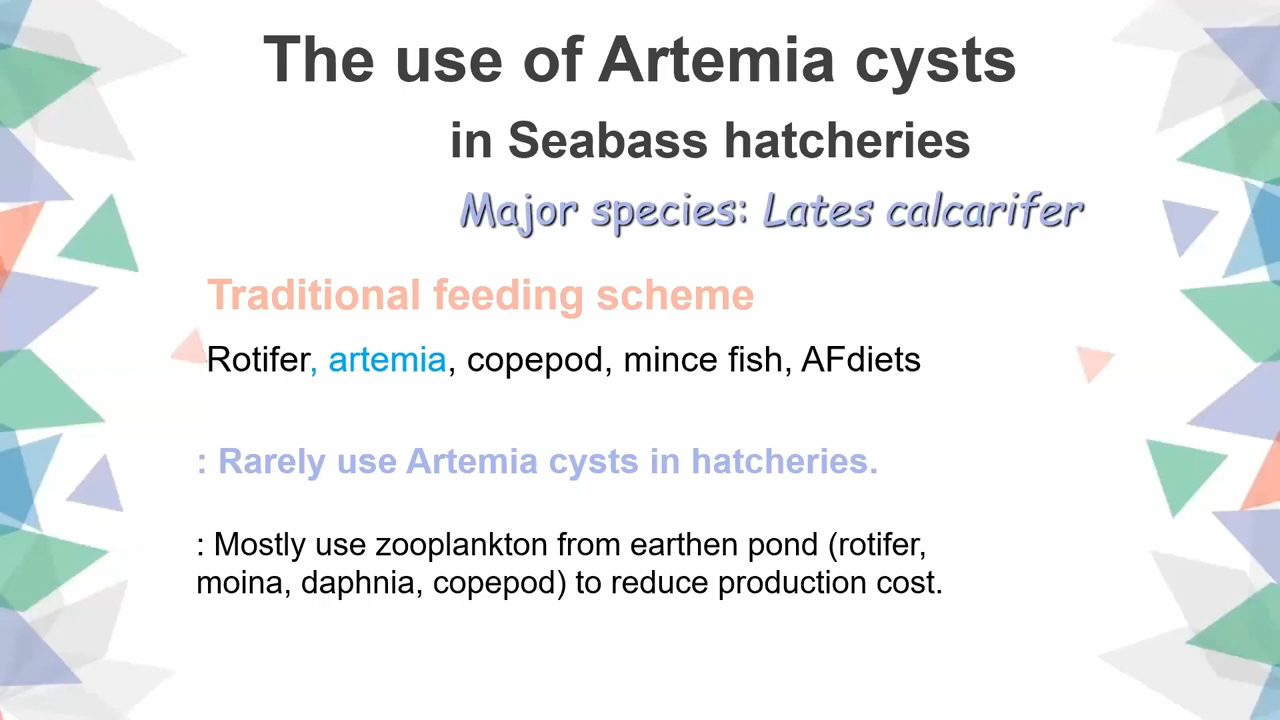 The use of Artemia cysts
in Seabass hatcheries
Major species: Lates calcarifer
Traditional feeding scheme
Rotifer, artemia, copepod, mince fish, AFdiets
: Rarely use Artemia cysts in hatcheries.
: Mostly use zooplankton from earthen pond (rotifer,
moina, daphnia, copepod) to reduce production cost.